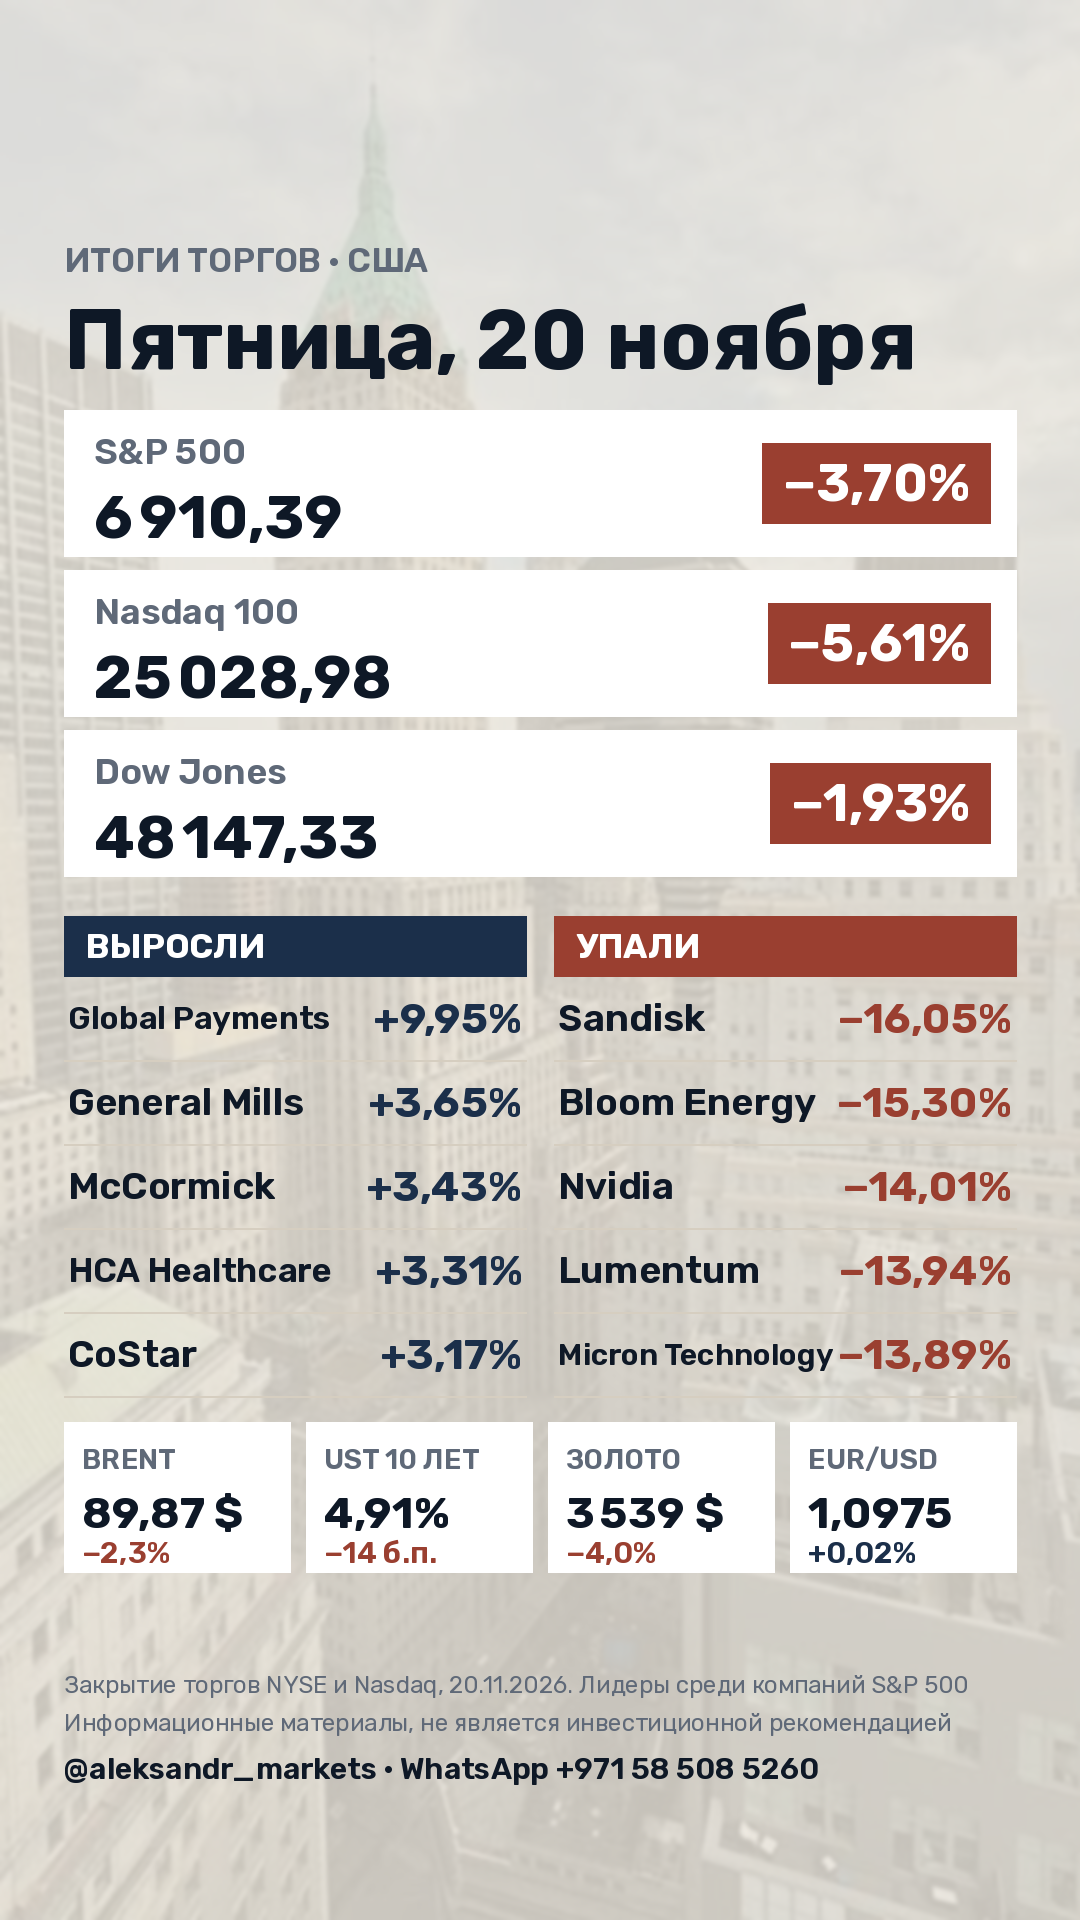 ИТОГИ ТОРГОВ • США
Пятница, 20 ноября
S&P 500
6 910,39
−3,70%
Nasdaq 100
25 028,98
−5,61%
Dow Jones
48 147,33
−1,93%
ВЫРОСЛИ
Global Payments +9,95%
General Mills +3,65%
McCormick +3,43%
HCA Healthcare +3,31%
CoStar +3,17%
УПАЛИ
Sandisk −16,05%
Bloom Energy −15,30%
Nvidia −14,01%
Lumentum −13,94%
Micron Technology −13,89%
BRENT
89,87 $
−2,3%
UST 10 ЛЕТ
4,91%
−14 б.п.
ЗОЛОТО
3 539 $
−4,0%
EUR/USD
1,0975
+0,02%
Закрытие торгов NYSE и Nasdaq, 20.11.2026. Лидеры среди компаний S&P 500
Информационные материалы, не является инвестиционной рекомендацией
@aleksandr_markets • WhatsApp +971 58 508 5260